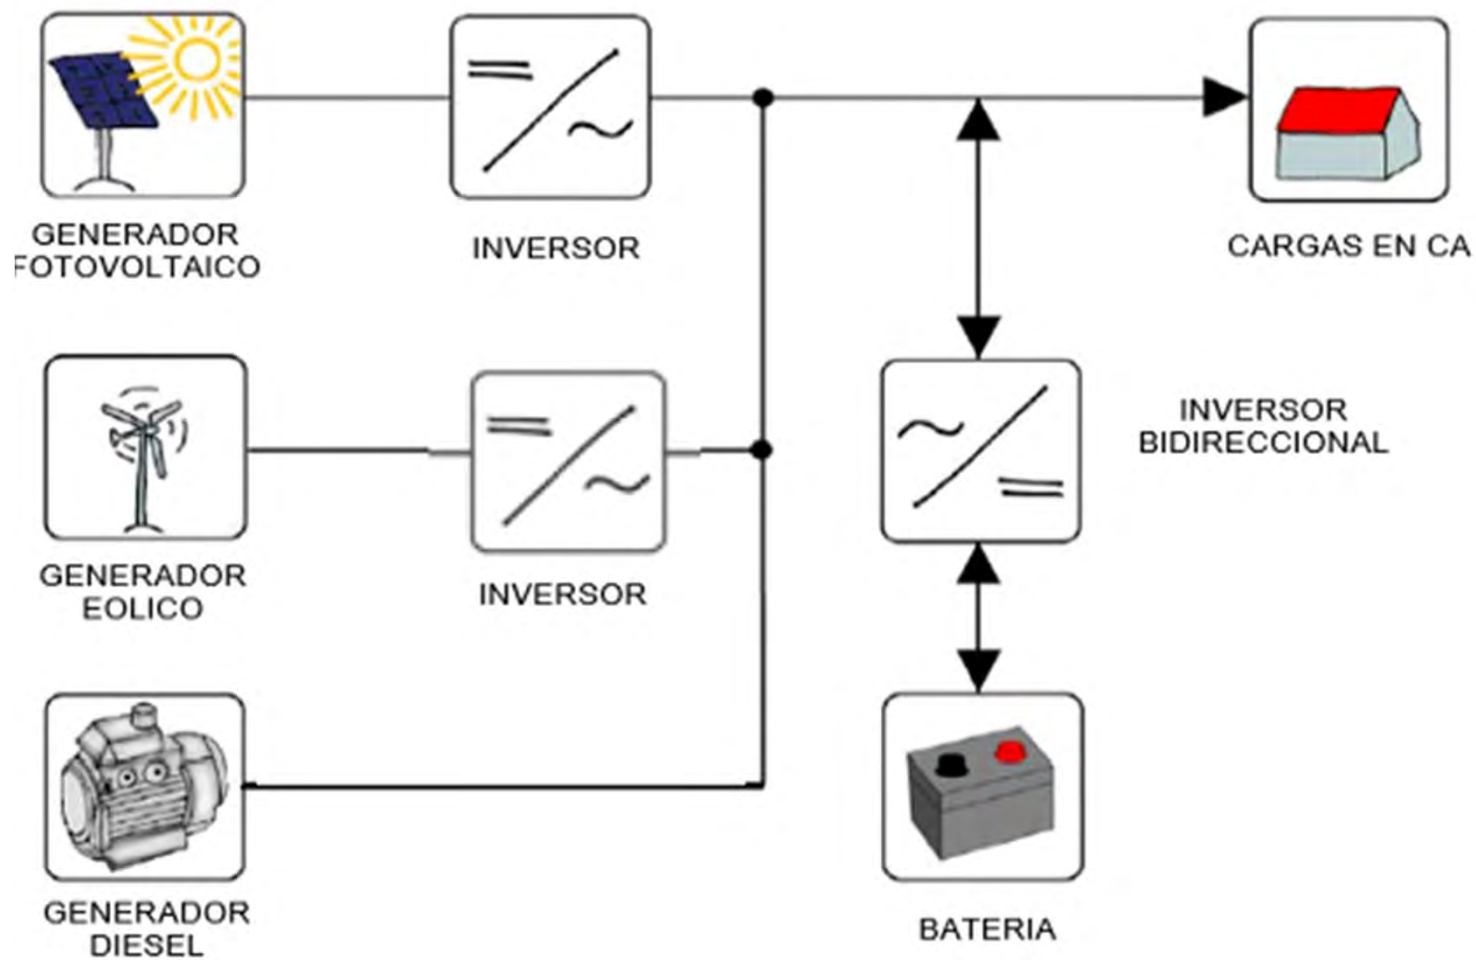 GENERADOR
FOTOVOLTAICO
INVERSOR
CARGAS EN CA
GENERADOR
EOLICO
INVERSOR
INVERSOR
BIDIRECCIONAL
GENERADOR
DIESEL
BATERIA